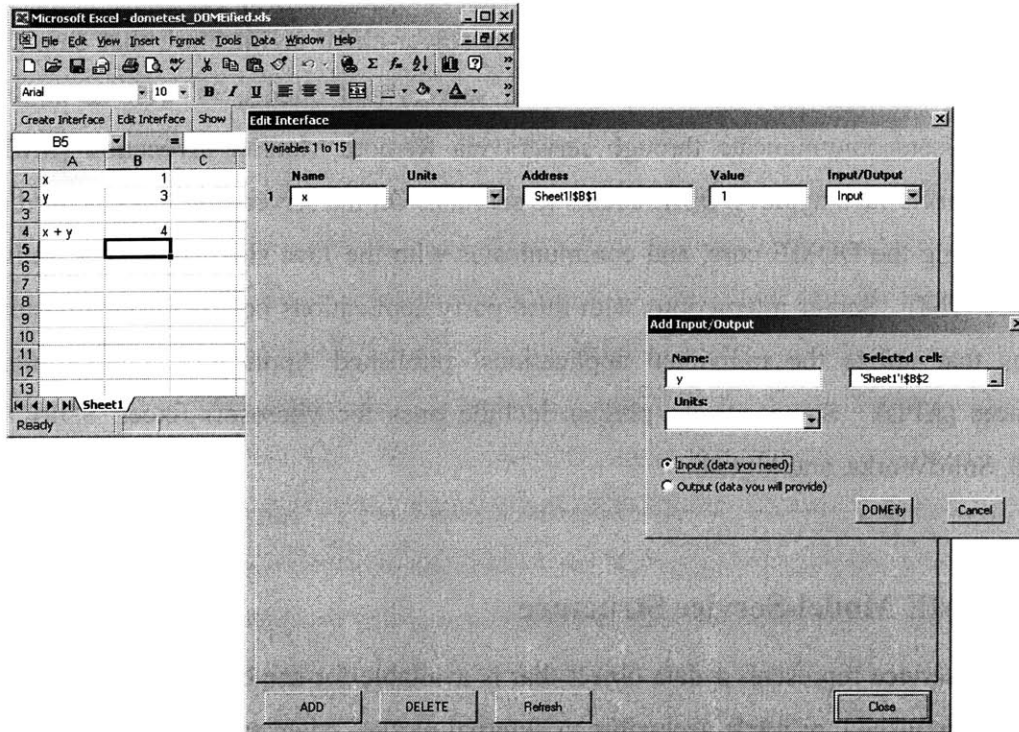 Microsoft Excel - dometest_DOMEified.xls
File Edit View Insert Format Tools Data Window Help
Arial 10 B I U
Create Interface Edit Interface Show
B5 =
A B C
1 x 1
2 y 3
3
4 x + y 4
5
6
7
8
9
10
11
12
13
Sheet1
Ready
Edit Interface
Variables 1 to 15
Name Units Address Value Input/Output
1 x Sheet1!$B$1 1 Input
Add Input/Output
Name: Selected cell:
y 'Sheet1'!$B$2
Units:
Input (data you need)
Output (data you will provide)
DOMEify Cancel
ADD DELETE Refresh Close